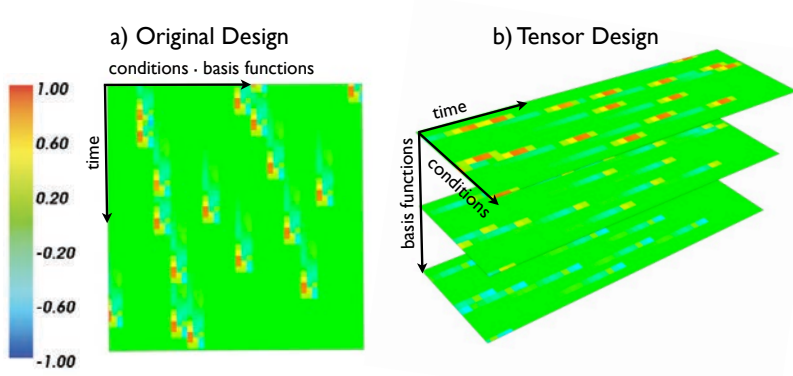 a) Original Design
conditions · basis functions
time
1.00
0.60
0.20
-0.20
-0.60
-1.00
b) Tensor Design
time
conditions
basis functions